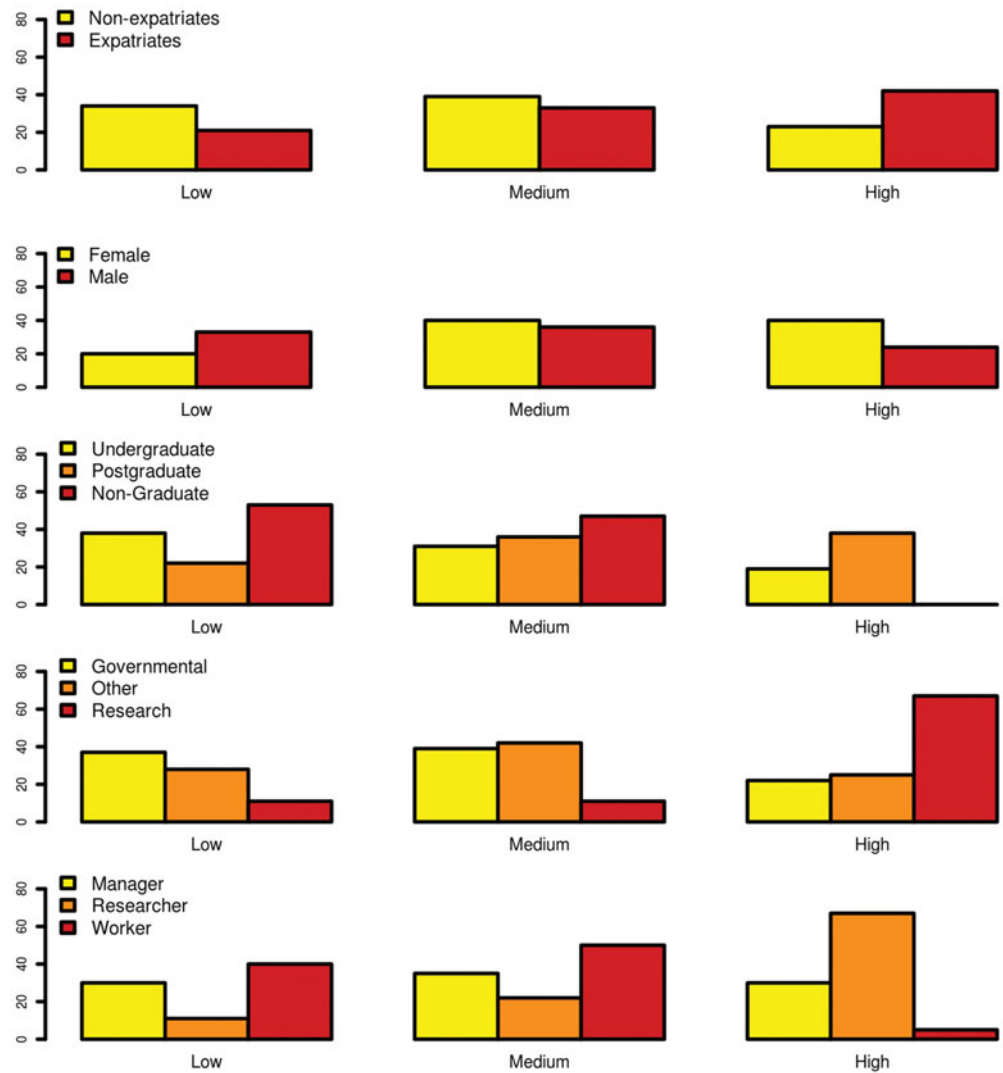 Non-expatriates
Expatriates
0 20 40 60 80
Low Medium High
Female
Male
0 20 40 60 80
Low Medium High
Undergraduate
Postgraduate
Non-Graduate
0 20 40 60 80
Low Medium High
Governmental
Other
Research
0 20 40 60 80
Low Medium High
Manager
Researcher
Worker
0 20 40 60 80
Low Medium High